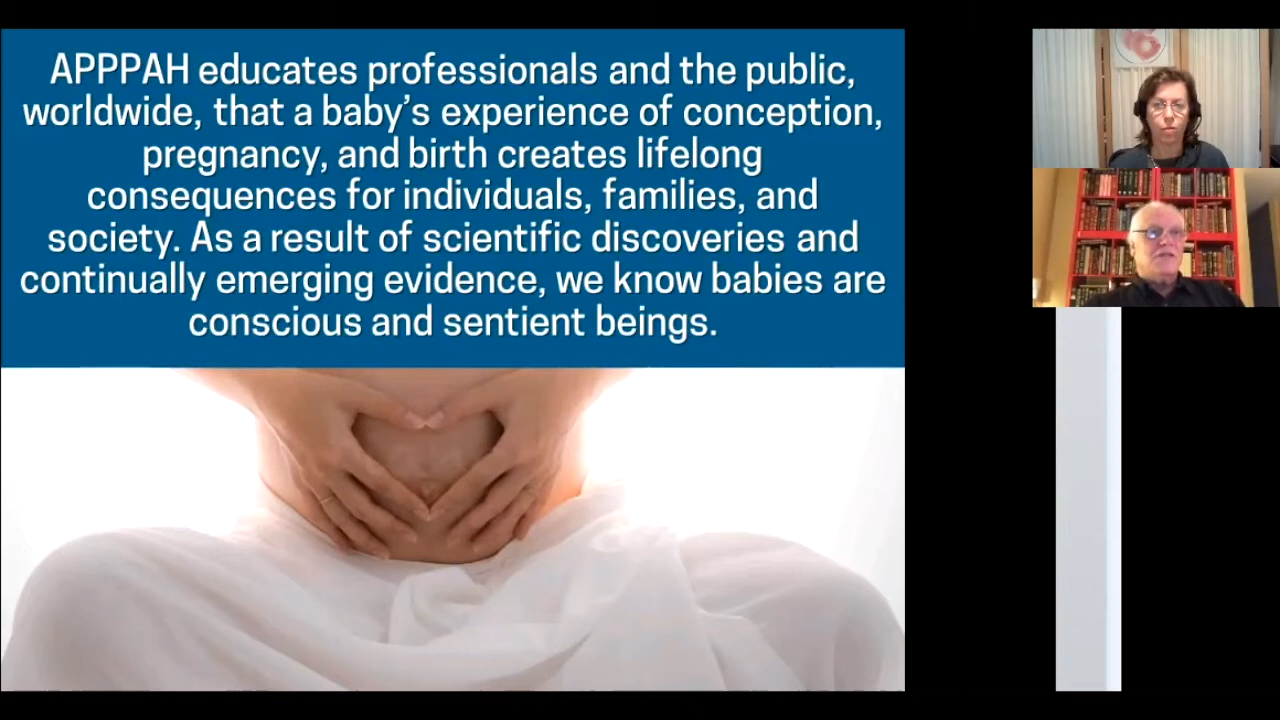 APPPAH educates professionals and the public,
worldwide, that a baby’s experience of conception,
pregnancy, and birth creates lifelong
consequences for individuals, families, and
society. As a result of scientific discoveries and
continually emerging evidence, we know babies are
conscious and sentient beings.